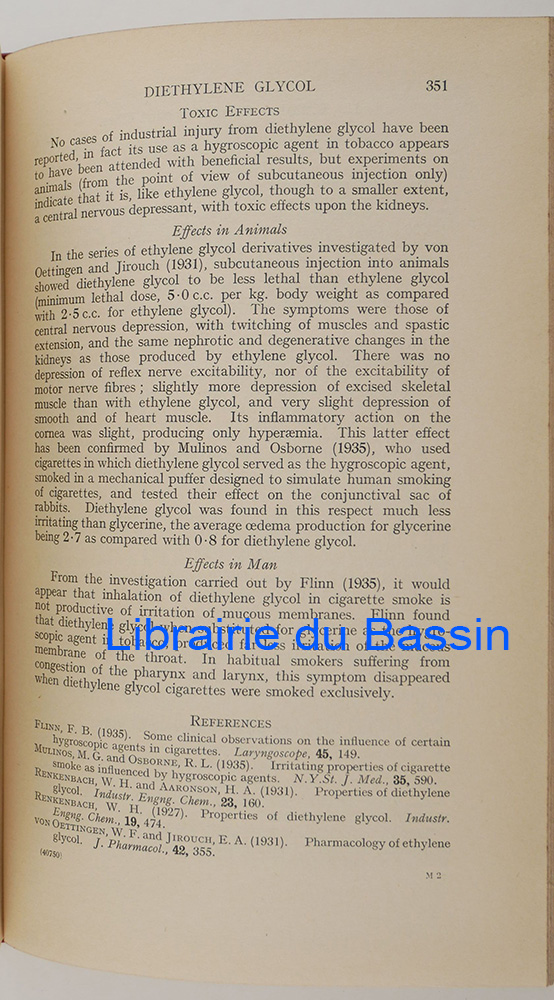 DIETHYLENE GLYCOL 351
TOXIC EFFECTS
No cases of industrial injury from diethylene glycol have been
reported, in fact its use as a hygroscopic agent in tobacco appears
to have been attended with beneficial results, but experiments on
animals (from the point of view of subcutaneous injection only)
indicate that it is, like ethylene glycol, though to a smaller extent,
a central nervous depressant, with toxic effects upon the kidneys.
Effects in Animals
In the series of ethylene glycol derivatives investigated by von
Oettingen and Jirouch (1931), subcutaneous injection into animals
showed diethylene glycol to be less lethal than ethylene glycol
(minimum lethal dose, 5·0 c.c. per kg. body weight as compared
with 2·5 c.c. for ethylene glycol). The symptoms were those of
central nervous depression, with twitching of muscles and spastic
extension, and the same nephrotic and degenerative changes in the
kidneys as those produced by ethylene glycol. There was no
depression of reflex nerve excitability, nor of the excitability of
motor nerve fibres; slightly more depression of excised skeletal
muscle than with ethylene glycol, and very slight depression of
smooth and of heart muscle. Its inflammatory action on the
cornea was slight, producing only hyperæmia. This latter effect
has been confirmed by Mulinos and Osborne (1935), who used
cigarettes in which diethylene glycol served as the hygroscopic agent,
smoked in a mechanical puffer designed to simulate human smoking
of cigarettes, and tested their effect on the conjunctival sac of
rabbits. Diethylene glycol was found in this respect much less
irritating than glycerine, the average œdema production for glycerine
being 2·7 as compared with 0·8 for diethylene glycol.
Effects in Man
From the investigation carried out by Flinn (1935), it would
appear that inhalation of diethylene glycol in cigarette smoke is
not productive of irritation of mucous membranes. Flinn found
that diethylene glycol when substituted for glycerine
scopic agent in tobacco produced far less irritation of the mucous
Librairie du Bassin
membrane of the throat. In habitual smokers suffering from
congestion of the pharynx and larynx, this symptom disappeared
when diethylene glycol cigarettes were smoked exclusively.
REFERENCES
FLINN, F. B. (1935). Some clinical observations on the influence of certain
hygroscopic agents in cigarettes. Laryngoscope, 45, 149.
MULINOS, M. G. and OSBORNE, R. L. (1935). Irritating properties of cigarette
smoke as influenced by hygroscopic agents. N.Y. St. J. Med., 35, 590.
RENKENBACH, W. H. and AARONSON, H. A. (1931). Properties of diethylene
glycol. Industr. Engng. Chem., 23, 160.
RENKENBACH, W. H. (1927). Properties of diethylene glycol. Industr.
Engng. Chem., 19, 474.
VON OETTINGEN, W. F. and JIROUCH, E. A. (1931). Pharmacology of ethylene
glycol. J. Pharmacol., 42, 355.
(40780)
M 2